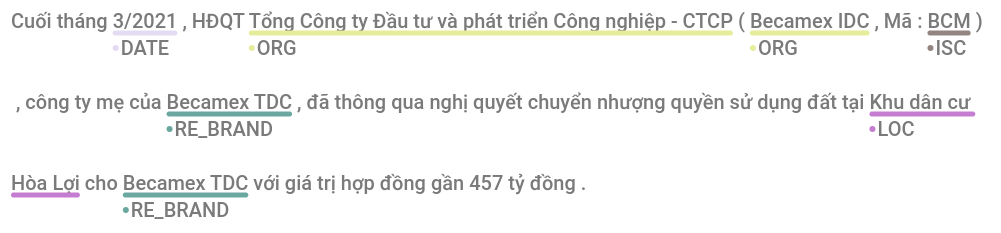 Cuối tháng 3/2021 , HĐQT Tổng Công ty Đầu tư và phát triển Công nghiệp - CTCP ( Becamex IDC , Mã : BCM )
DATE ORG ORG ISC
, công ty mẹ của Becamex TDC , đã thông qua nghị quyết chuyển nhượng quyền sử dụng đất tại Khu dân cư
RE_BRAND LOC
Hòa Lợi cho Becamex TDC với giá trị hợp đồng gần 457 tỷ đồng .
RE_BRAND